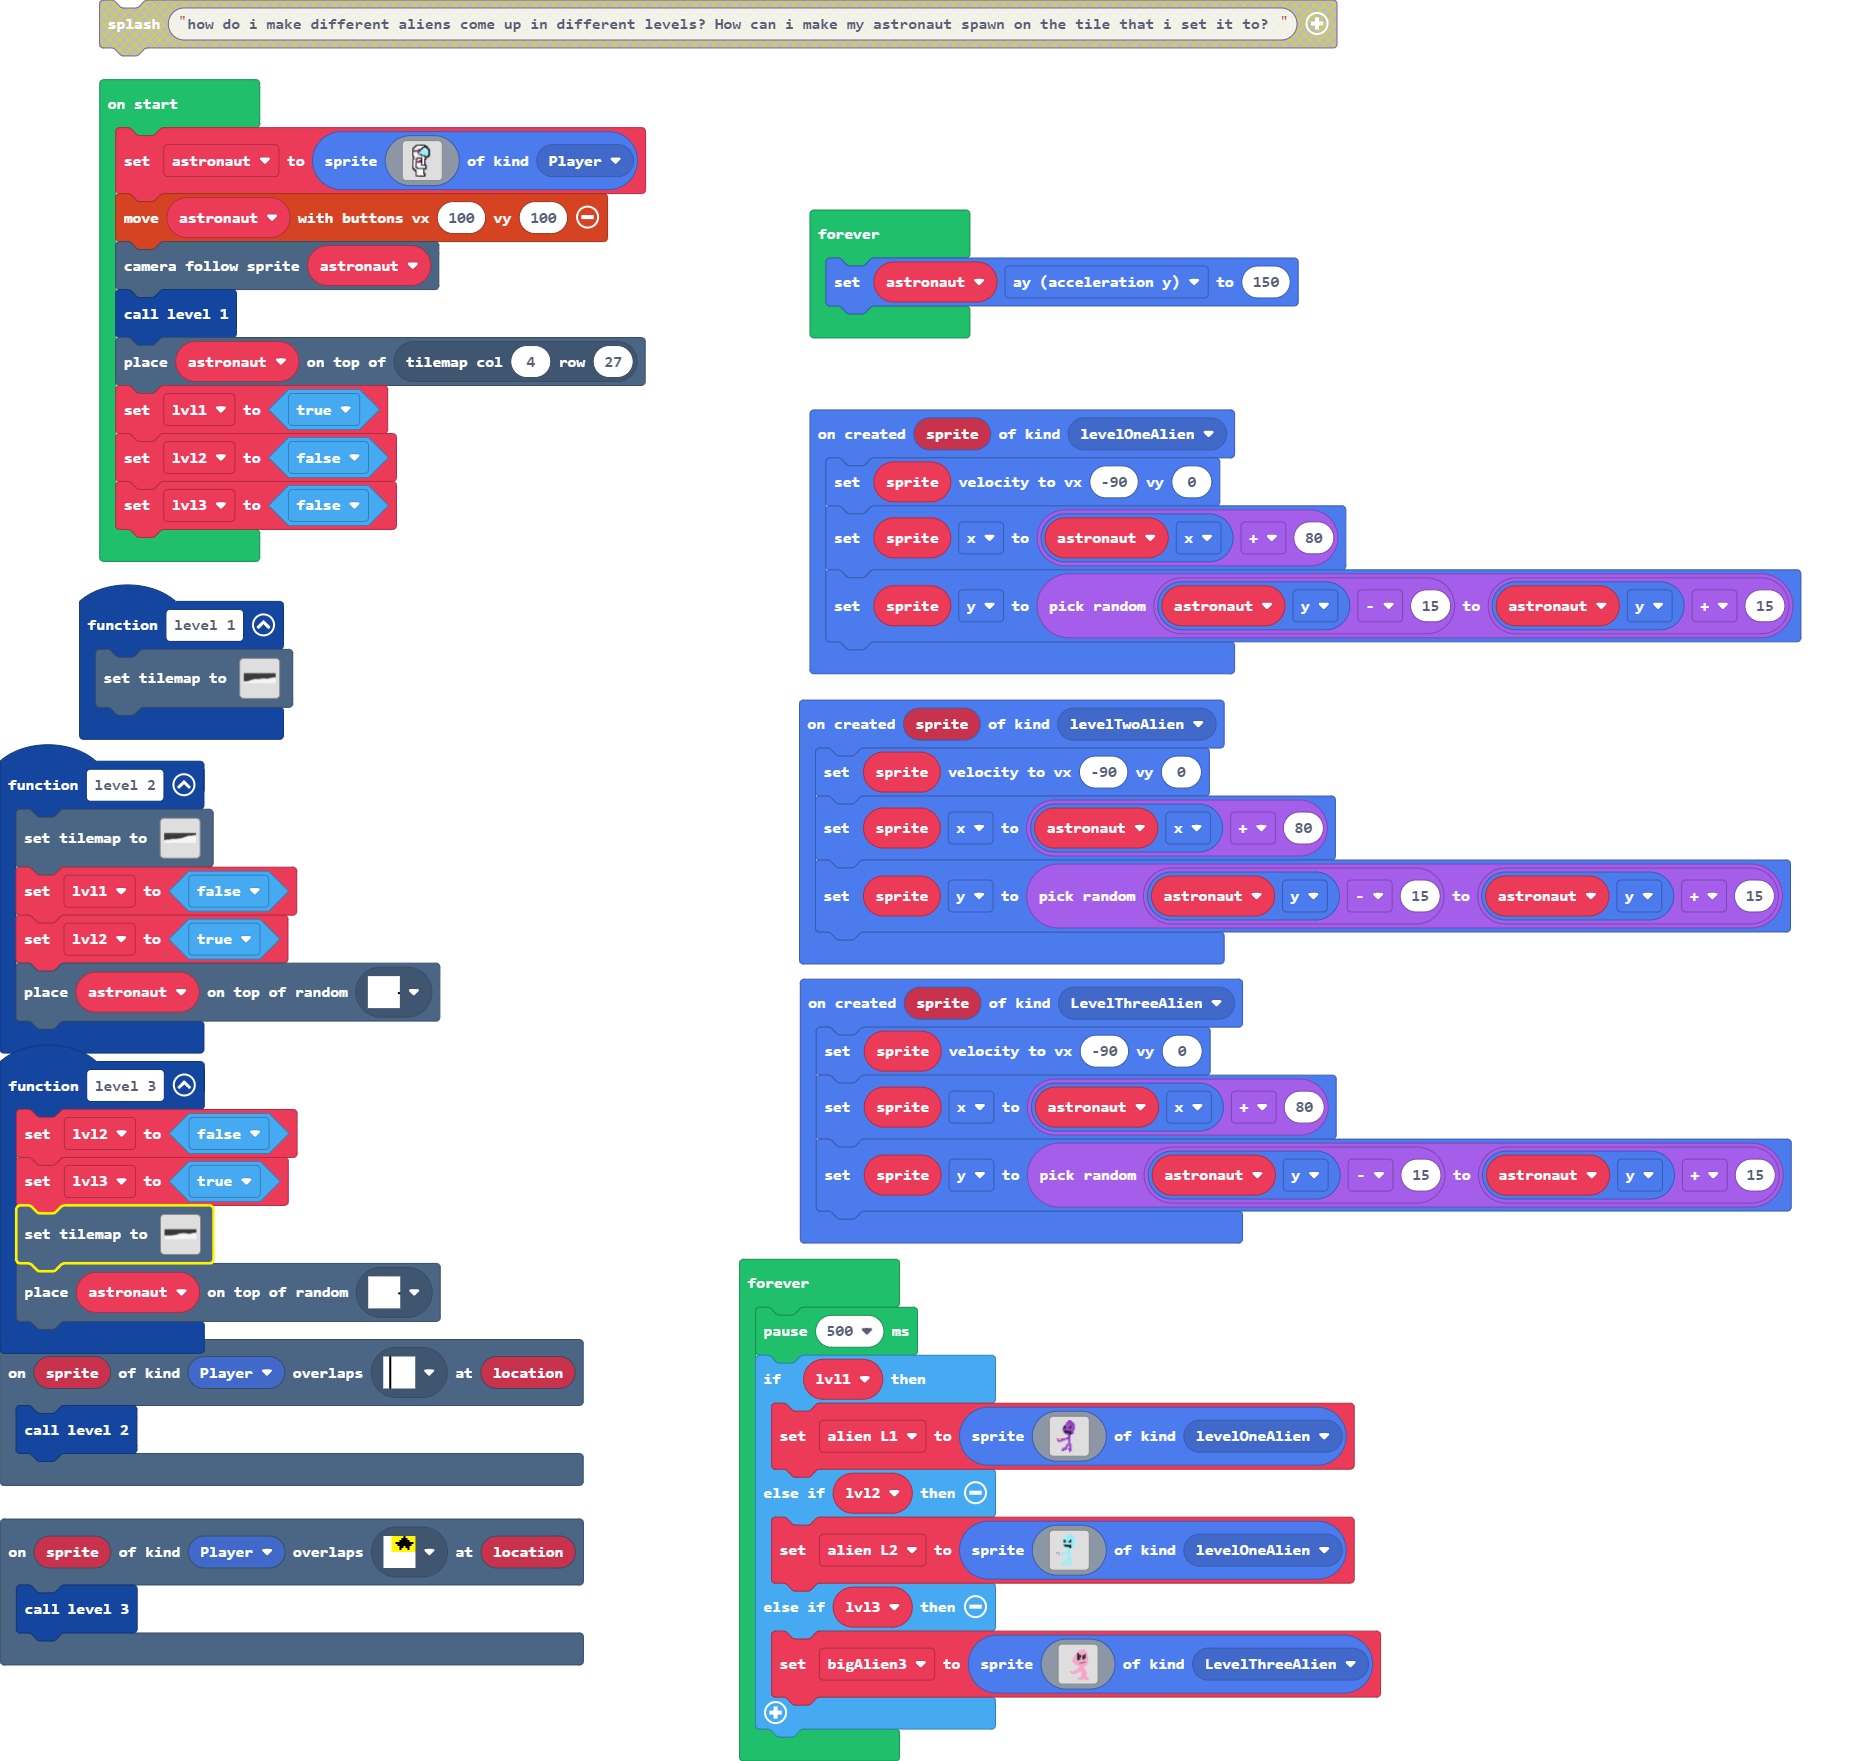 splash "how do i make different aliens come up in different levels? How can i make my astronaut spawn on the tile that i set it to? "
on start
set astronaut to sprite of kind Player
move astronaut with buttons vx 100 vy 100
camera follow sprite astronaut
call level 1
place astronaut on top of tilemap col 4 row 27
set lvl1 to true
set lvl2 to false
set lvl3 to false
function level 1
set tilemap to
function level 2
set tilemap to
set lvl1 to false
set lvl2 to true
place astronaut on top of random
function level 3
set lvl2 to false
set lvl3 to true
set tilemap to
place astronaut on top of random
on sprite of kind Player overlaps at location
call level 2
on sprite of kind Player overlaps at location
call level 3
forever
set astronaut ay (acceleration y) to 150
on created sprite of kind levelOneAlien
set sprite velocity to vx -90 vy 0
set sprite x to astronaut x + 80
set sprite y to pick random astronaut y - 15 to astronaut y + 15
on created sprite of kind levelTwoAlien
set sprite velocity to vx -90 vy 0
set sprite x to astronaut x + 80
set sprite y to pick random astronaut y - 15 to astronaut y + 15
on created sprite of kind LevelThreeAlien
set sprite velocity to vx -90 vy 0
set sprite x to astronaut x + 80
set sprite y to pick random astronaut y - 15 to astronaut y + 15
forever
pause 500 ms
if lvl1 then
set alien L1 to sprite of kind levelOneAlien
else if lvl2 then
set alien L2 to sprite of kind levelOneAlien
else if lvl3 then
set bigAlien3 to sprite of kind LevelThreeAlien